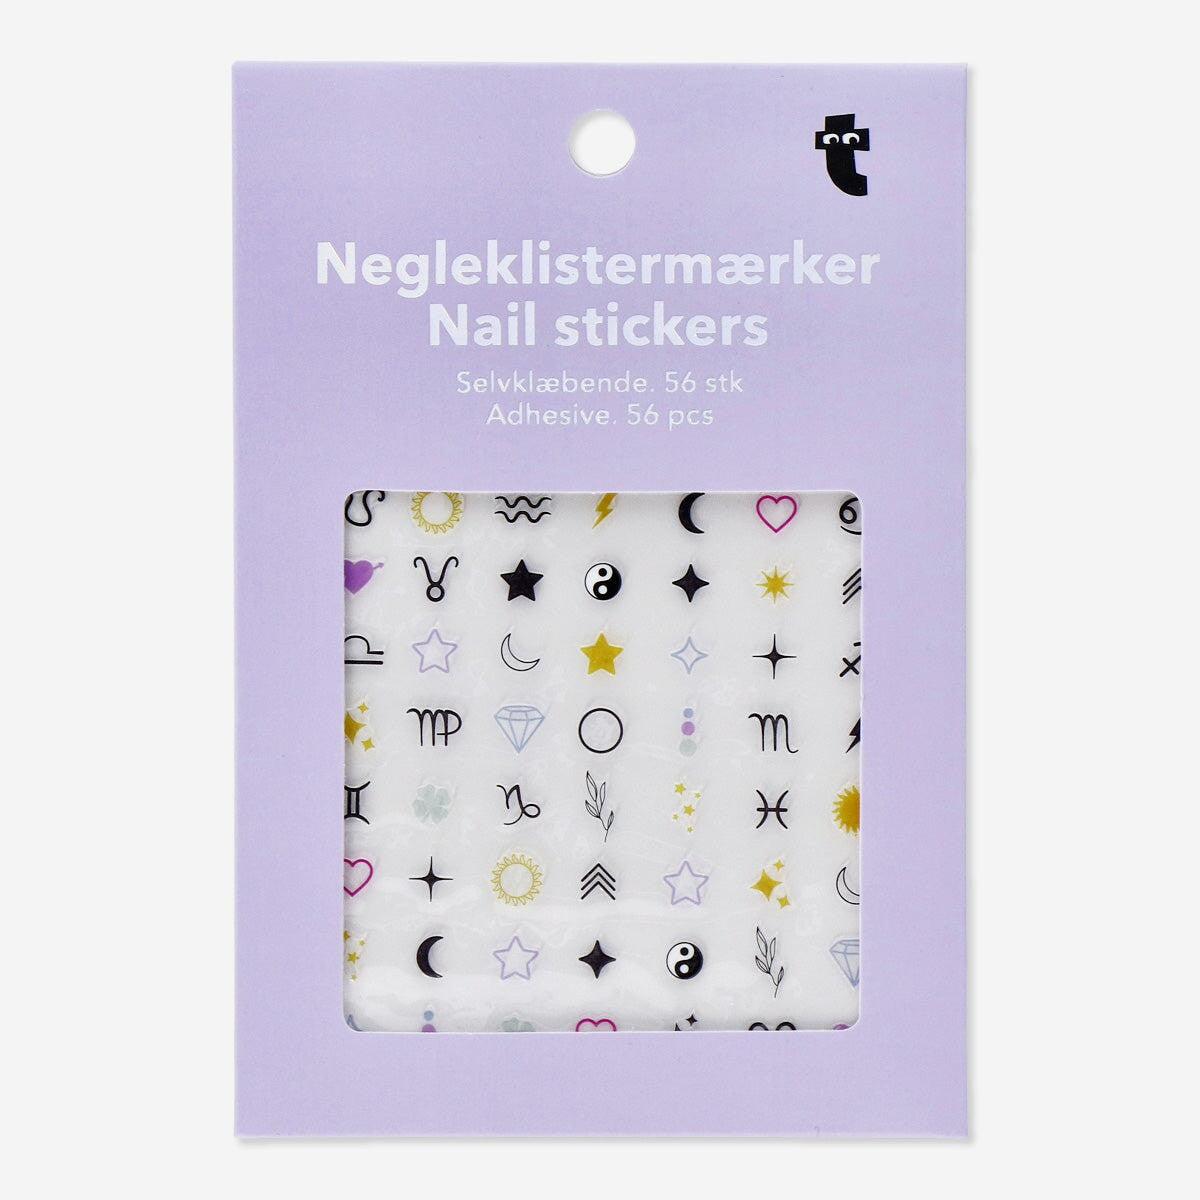 Negleklistermærker
Nail stickers
Selvklæbende. 56 stk
Adhesive. 56 pcs